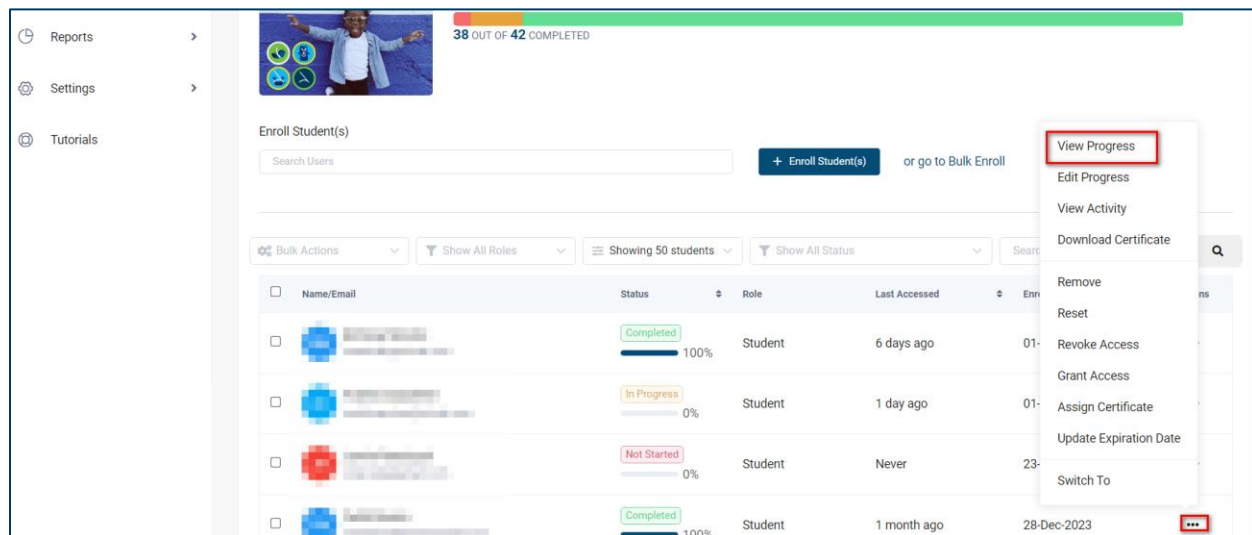 Reports
Settings
Tutorials
38 OUT OF 42 COMPLETED
Enroll Student(s)
Search Users
+ Enroll Student(s)
or go to Bulk Enroll
View Progress
Edit Progress
View Activity
Download Certificate
Remove
Reset
Revoke Access
Grant Access
Assign Certificate
Update Expiration Date
Switch To
Bulk Actions
Show All Roles
Showing 50 students
Show All Status
Name/Email Status Role Last Accessed
Completed
100% Student 6 days ago 01-
In Progress
0% Student 1 day ago 01-
Not Started
0% Student Never 23-
Completed
100% Student 1 month ago 28-Dec-2023